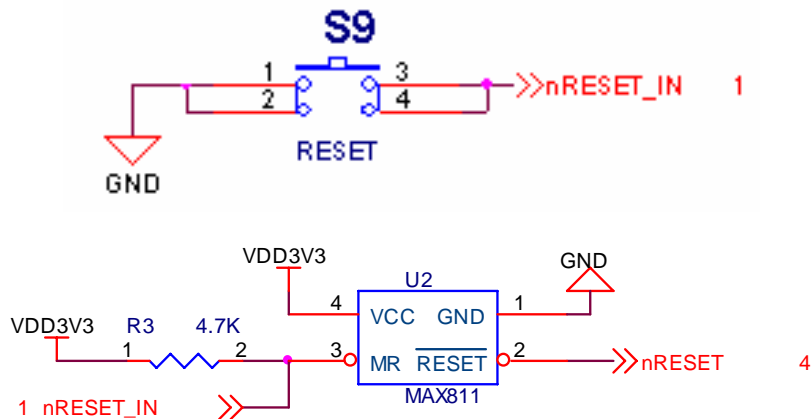 S9
1 3
2 4
nRESET_IN 1
RESET
GND
VDD3V3 GND
U2
4 VCC GND 1
VDD3V3 R3 4.7K
1 2 3 MR RESET 2 nRESET 4
MAX811
1 nRESET_IN